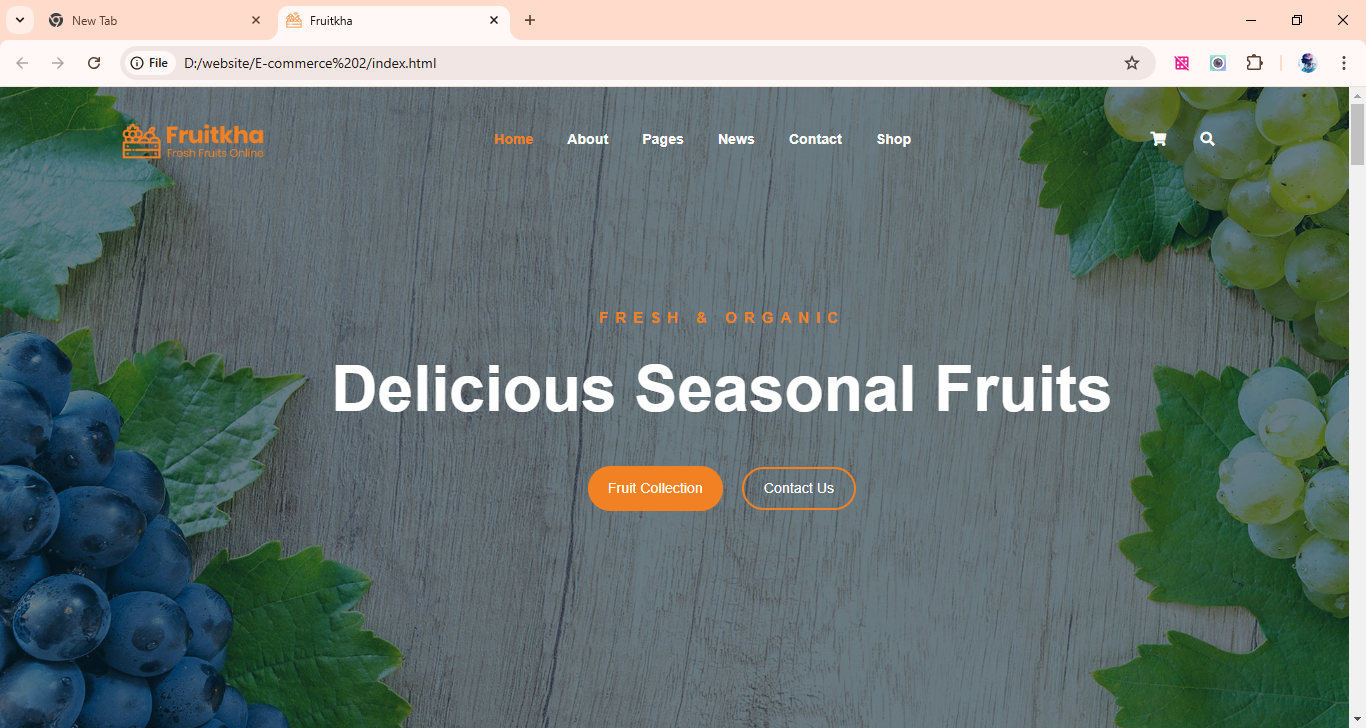 New Tab
Fruitkha
File D:/website/E-commerce%202/index.html
Fruitkha
Fresh Fruits Online
Home About Pages News Contact Shop
FRESH & ORGANIC
Delicious Seasonal Fruits
Fruit Collection Contact Us